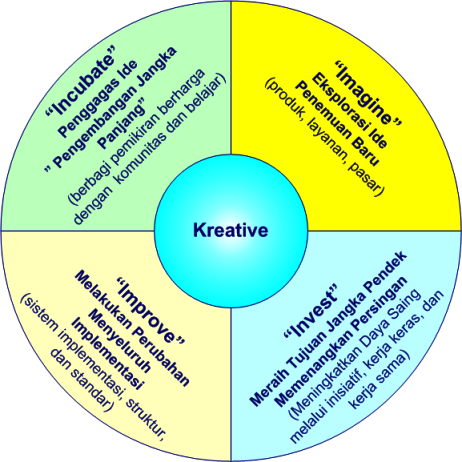 “Incubate”
Penggagas Ide
” Pengembangan Jangka
Panjang”
(berbagi pemikiran berharga
dengan komunitas dan belajar)
“Imagine”
Eksplorasi Ide
Penemuan Baru
(produk, layanan, pasar)
Kreative
“Improve”
Melakukan Perubahan
Menyeluruh
Implementasi
(sistem implementasi, struktur,
dan standar)
“Invest”
Meraih Tujuan Jangka Pendek
Memenangkan Persingan
(Meningkatkan Daya Saing
melalui inisiatif, kerja keras, dan
kerja sama)